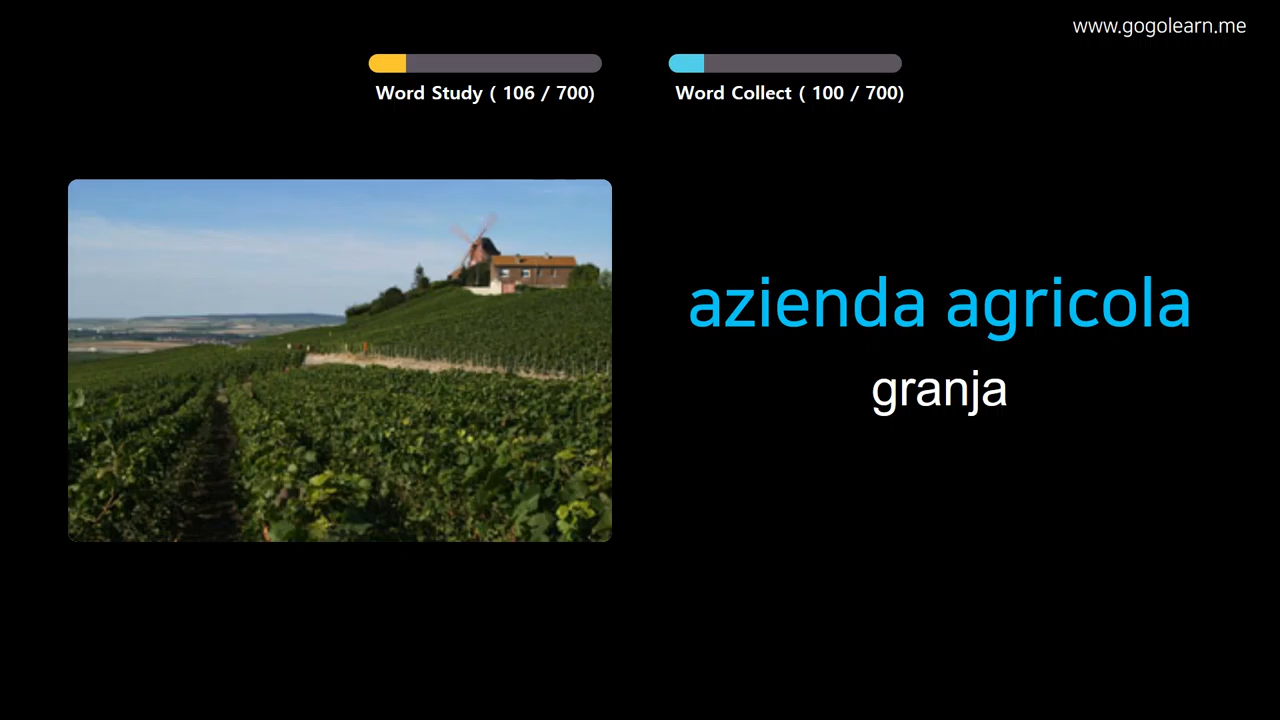 www.gogolearn.me
Word Study ( 106 / 700)
Word Collect ( 100 / 700)
azienda agricola
granja